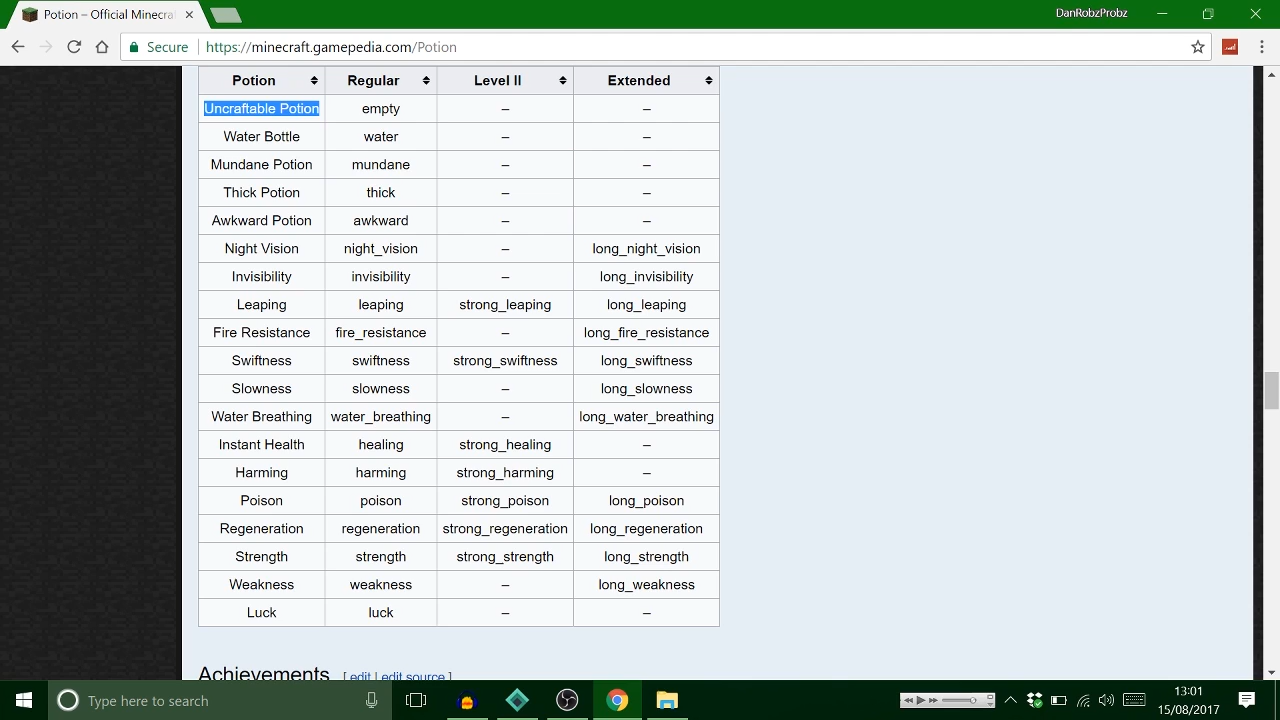 Potion – Official Minecra
DanRobzProbz
Secure https://minecraft.gamepedia.com/Potion
Potion Regular Level II Extended
Uncraftable Potion empty – –
Water Bottle water – –
Mundane Potion mundane – –
Thick Potion thick – –
Awkward Potion awkward – –
Night Vision night_vision – long_night_vision
Invisibility invisibility – long_invisibility
Leaping leaping strong_leaping long_leaping
Fire Resistance fire_resistance – long_fire_resistance
Swiftness swiftness strong_swiftness long_swiftness
Slowness slowness – long_slowness
Water Breathing water_breathing – long_water_breathing
Instant Health healing strong_healing –
Harming harming strong_harming –
Poison poison strong_poison long_poison
Regeneration regeneration strong_regeneration long_regeneration
Strength strength strong_strength long_strength
Weakness weakness – long_weakness
Luck luck – –
Achievements [ edit | edit source ]
Type here to search
13:01
15/08/2017